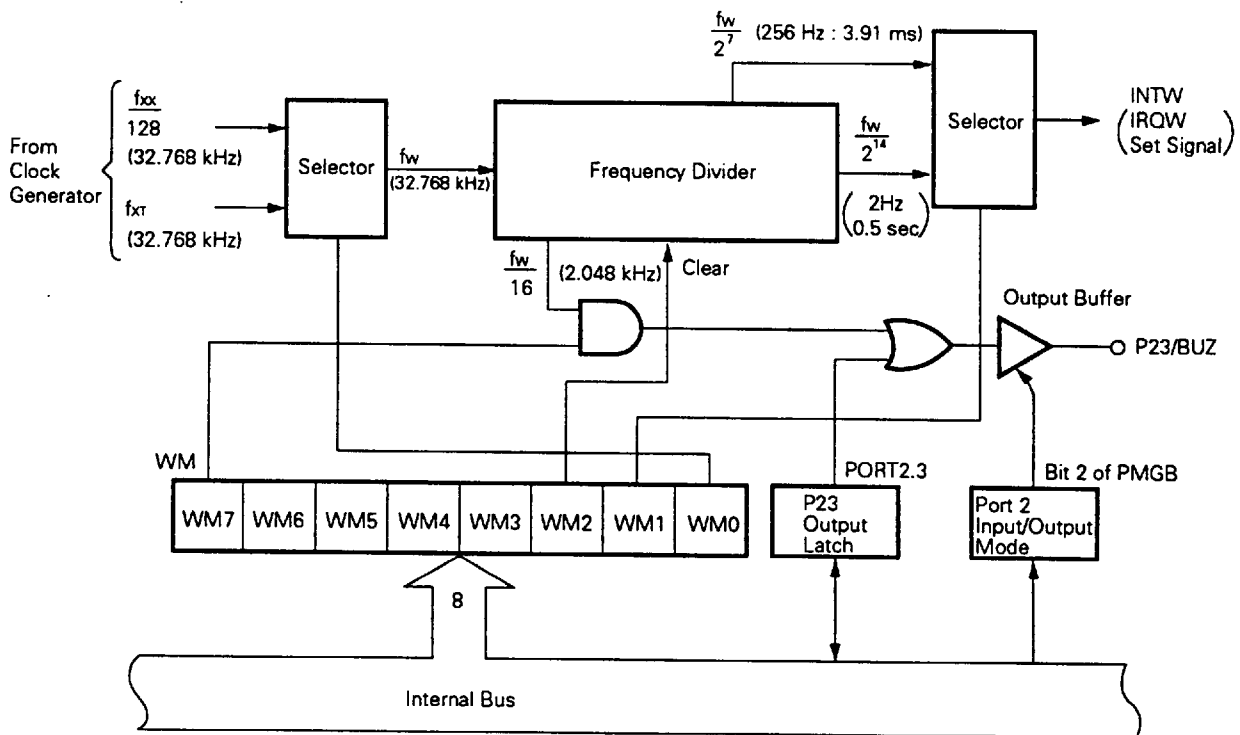 fw
2^7 (256 Hz : 3.91 ms)
From
Clock
Generator
fxx
128
(32.768 kHz)
fXT
(32.768 kHz)
Selector
fw
(32.768 kHz)
Frequency Divider
fw
2^14
(2Hz
0.5 sec)
Selector
INTW
(IRQW
Set Signal)
fw
16
(2.048 kHz)
Clear
Output Buffer
P23/BUZ
WM
WM7 WM6 WM5 WM4 WM3 WM2 WM1 WM0
PORT2.3
P23
Output
Latch
Bit 2 of PMGB
Port 2
Input/Output
Mode
8
Internal Bus